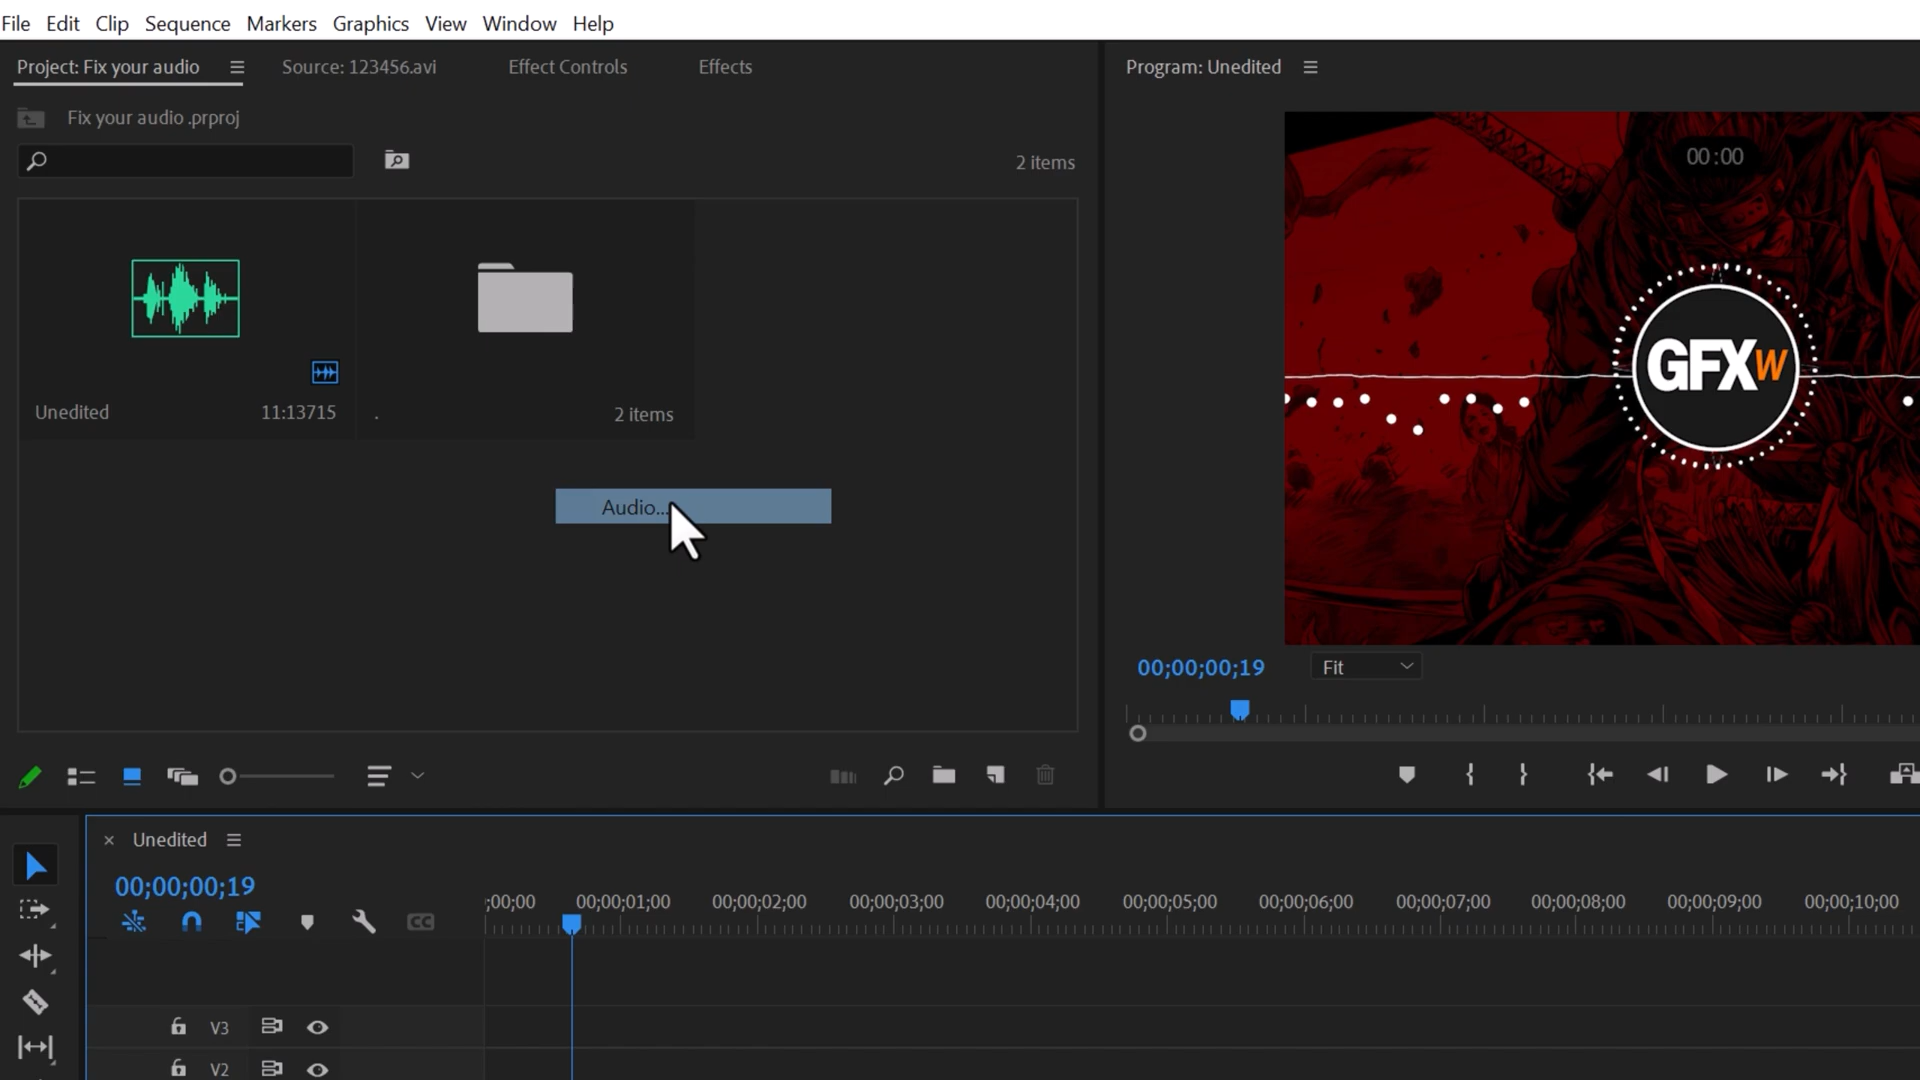 File Edit Clip Sequence Markers Graphics View Window Help
Project: Fix your audio
Source: 123456.avi
Effect Controls
Effects
Program: Unedited
Fix your audio .prproj
2 items
00:00
GFXW
Unedited 11:13715
. 2 items
Audio...
00;00;00;19 Fit
Unedited
00;00;00;19
;00;00 00;00;01;00 00;00;02;00 00;00;03;00 00;00;04;00 00;00;05;00 00;00;06;00 00;00;07;00 00;00;08;00 00;00;09;00 00;00;10;00
CC
V3
V2